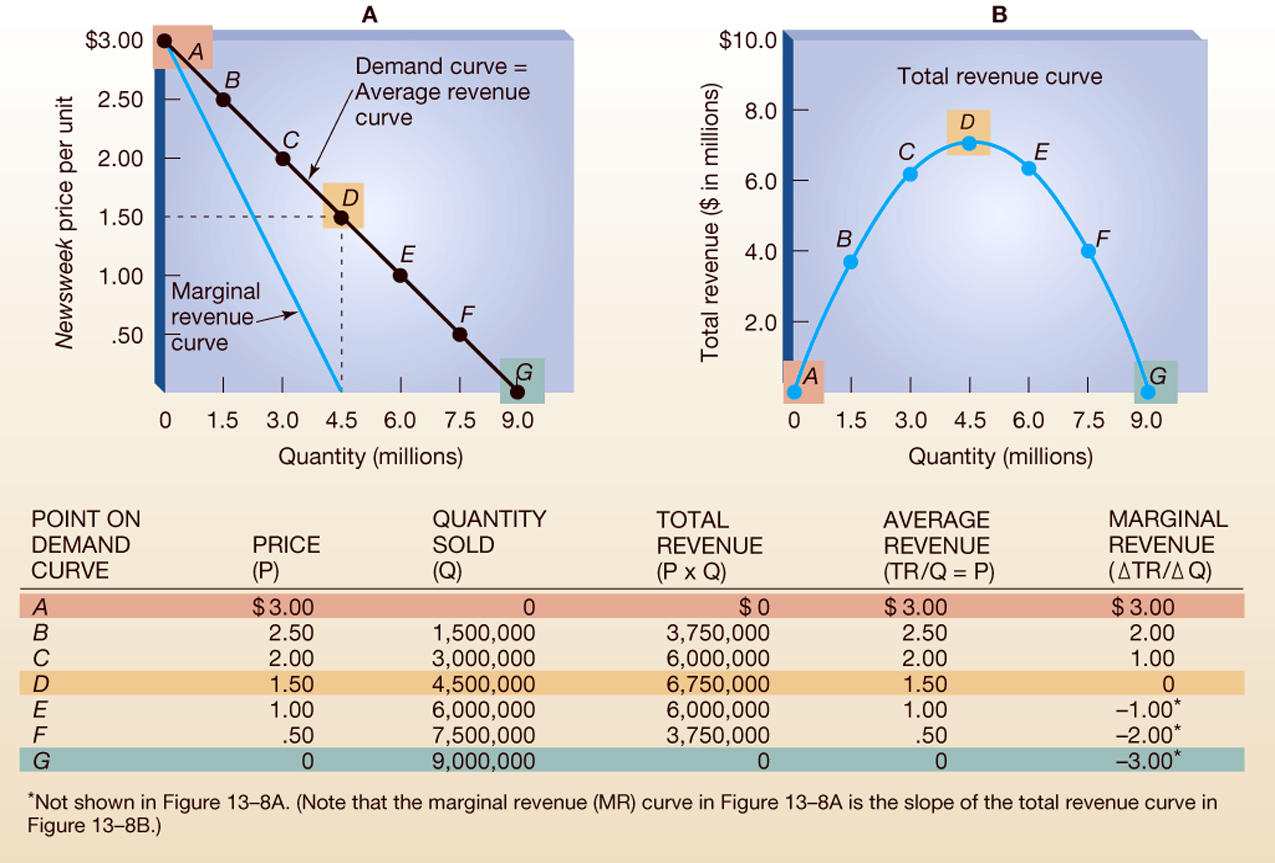 A
$3.00
2.50
2.00
1.50
1.00
.50
Newsweek price per unit
A
B
C
D
E
F
G
Demand curve =
Average revenue
curve
Marginal
revenue
curve
0 1.5 3.0 4.5 6.0 7.5 9.0
Quantity (millions)
B
$10.0
8.0
6.0
4.0
2.0
Total revenue ($ in millions)
Total revenue curve
A
B
C
D
E
F
G
0 1.5 3.0 4.5 6.0 7.5 9.0
Quantity (millions)
POINT ON DEMAND CURVE
PRICE (P)
QUANTITY SOLD (Q)
TOTAL REVENUE (P x Q)
AVERAGE REVENUE (TR/Q = P)
MARGINAL REVENUE (ΔTR/ΔQ)
A $3.00 0 $0 $3.00 $3.00
B 2.50 1,500,000 3,750,000 2.50 2.00
C 2.00 3,000,000 6,000,000 2.00 1.00
D 1.50 4,500,000 6,750,000 1.50 0
E 1.00 6,000,000 6,000,000 1.00 –1.00*
F .50 7,500,000 3,750,000 .50 –2.00*
G 0 9,000,000 0 0 –3.00*
*Not shown in Figure 13–8A. (Note that the marginal revenue (MR) curve in Figure 13–8A is the slope of the total revenue curve in
Figure 13–8B.)